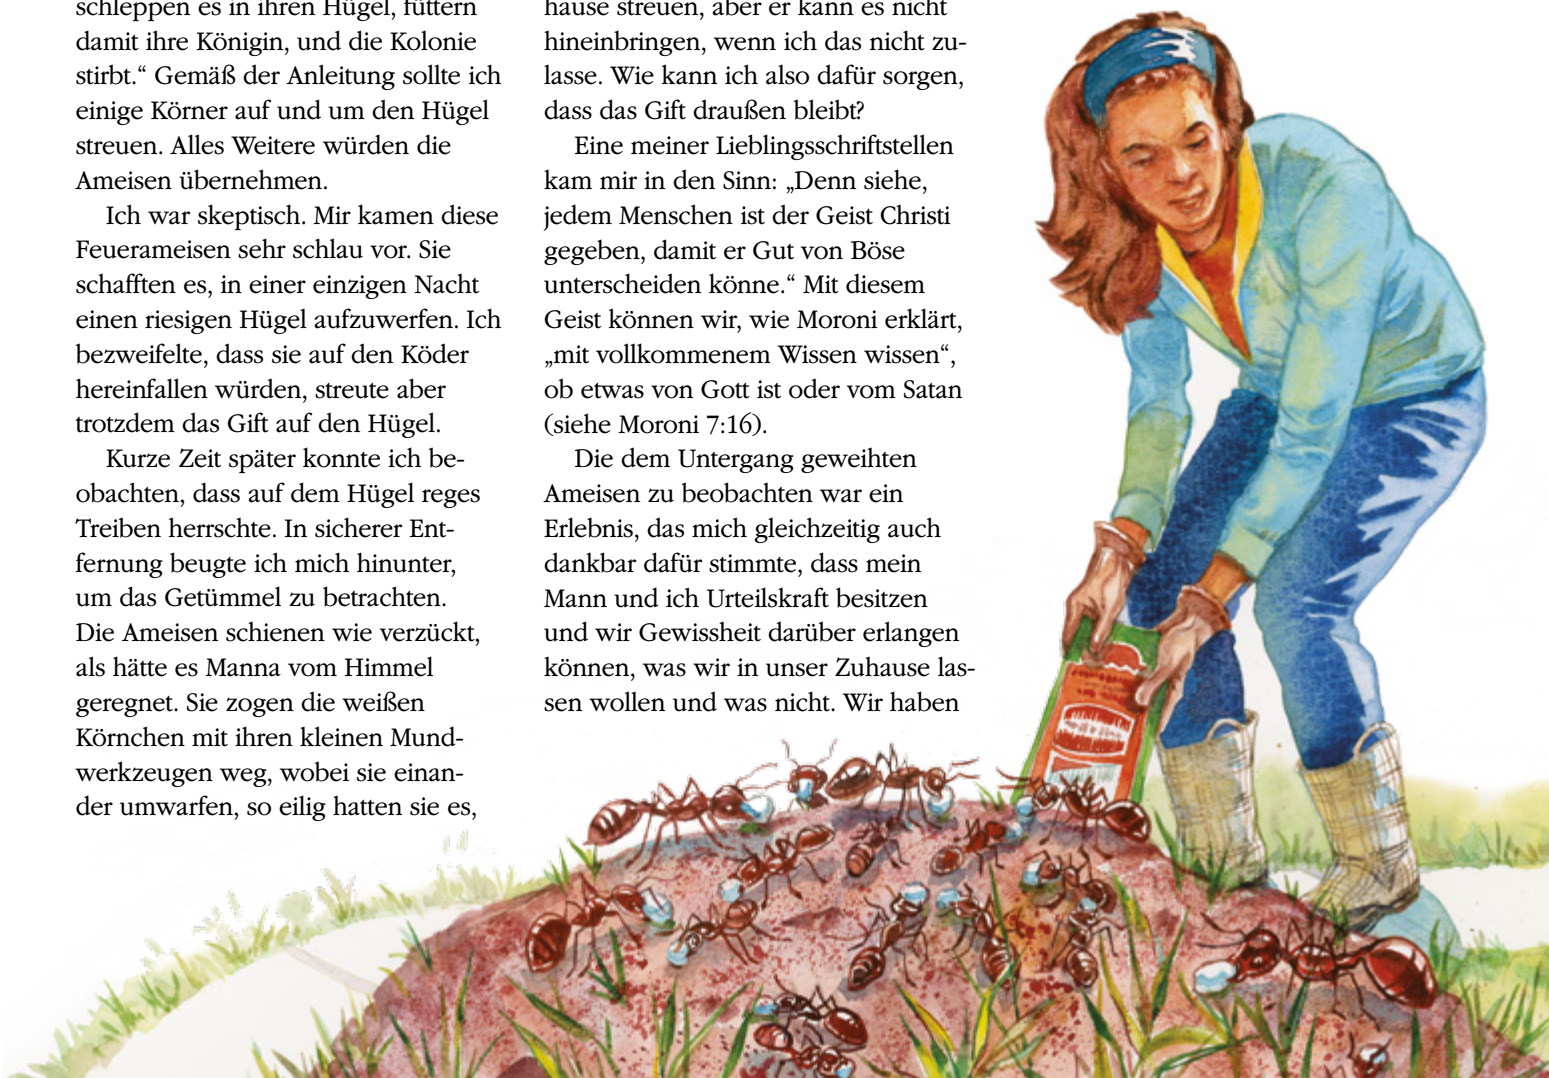 schleppen es in ihren Hügel, füttern
damit ihre Königin, und die Kolonie
stirbt.“ Gemäß der Anleitung sollte ich
einige Körner auf und um den Hügel
streuen. Alles Weitere würden die
Ameisen übernehmen.
Ich war skeptisch. Mir kamen diese
Feuerameisen sehr schlau vor. Sie
schafften es, in einer einzigen Nacht
einen riesigen Hügel aufzuwerfen. Ich
bezweifelte, dass sie auf den Köder
hereinfallen würden, streute aber
trotzdem das Gift auf den Hügel.
Kurze Zeit später konnte ich be-
obachten, dass auf dem Hügel reges
Treiben herrschte. In sicherer Ent-
fernung beugte ich mich hinunter,
um das Getümmel zu betrachten.
Die Ameisen schienen wie verzückt,
als hätte es Manna vom Himmel
geregnet. Sie zogen die weißen
Körnchen mit ihren kleinen Mund-
werkzeugen weg, wobei sie einan-
der umwarfen, so eilig hatten sie es,
hause streuen, aber er kann es nicht
hineinbringen, wenn ich das nicht zu-
lasse. Wie kann ich also dafür sorgen,
dass das Gift draußen bleibt?
Eine meiner Lieblingsschriftstellen
kam mir in den Sinn: „Denn siehe,
jedem Menschen ist der Geist Christi
gegeben, damit er Gut von Böse
unterscheiden könne.“ Mit diesem
Geist können wir, wie Moroni erklärt,
„mit vollkommenem Wissen wissen“,
ob etwas von Gott ist oder vom Satan
(siehe Moroni 7:16).
Die dem Untergang geweihten
Ameisen zu beobachten war ein
Erlebnis, das mich gleichzeitig auch
dankbar dafür stimmte, dass mein
Mann und ich Urteilskraft besitzen
und wir Gewissheit darüber erlangen
können, was wir in unser Zuhause las-
sen wollen und was nicht. Wir haben